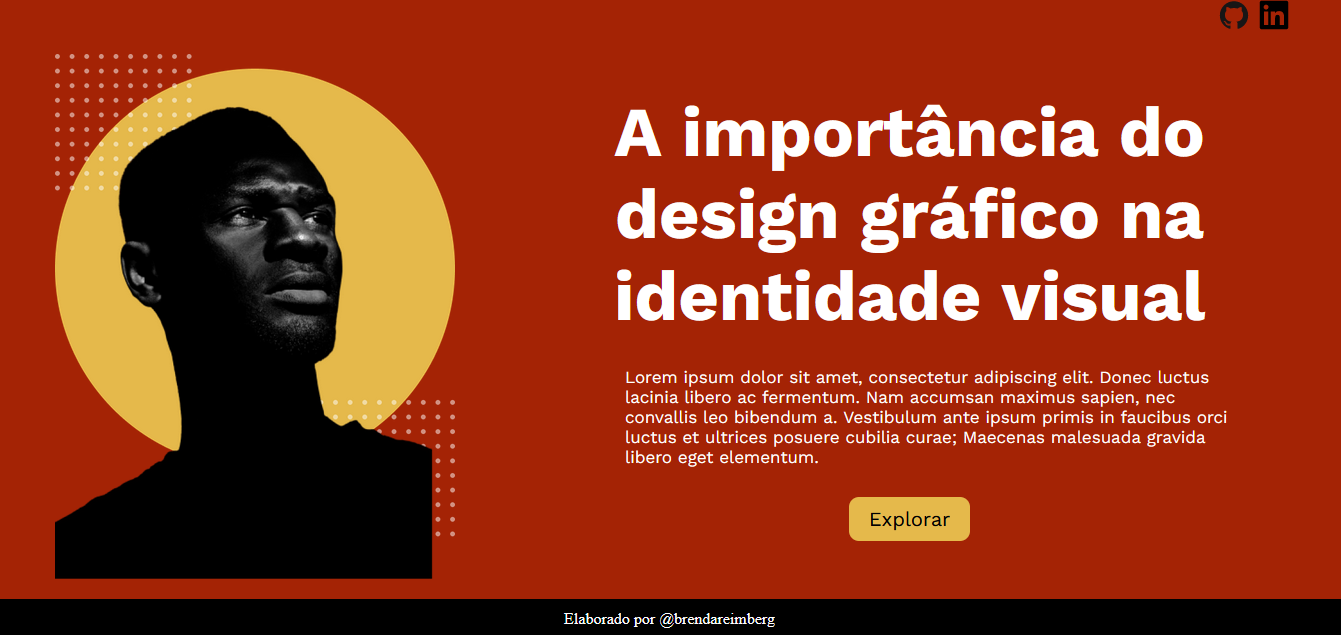 A importância do
design gráfico na
identidade visual
Lorem ipsum dolor sit amet, consectetur adipiscing elit. Donec luctus
lacinia libero ac fermentum. Nam accumsan maximus sapien, nec
convallis leo bibendum a. Vestibulum ante ipsum primis in faucibus orci
luctus et ultrices posuere cubilia curae; Maecenas malesuada gravida
libero eget elementum.
Explorar
Elaborado por @brendareimberg